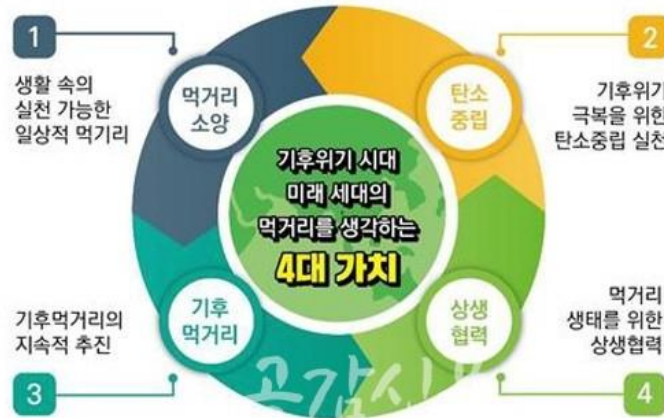 1
생활 속의
실천 가능한
일상적 먹기리
먹거리
소양
2
기후위기
극복을 위한
탄소중립 실천
탄소
중립
기후위기 시대
미래 세대의
먹거리를 생각하는
4대 가치
3
기후먹거리의
지속적 추진
기후
먹거리
4
먹거리
생태를 위한
상생협력
상생
협력